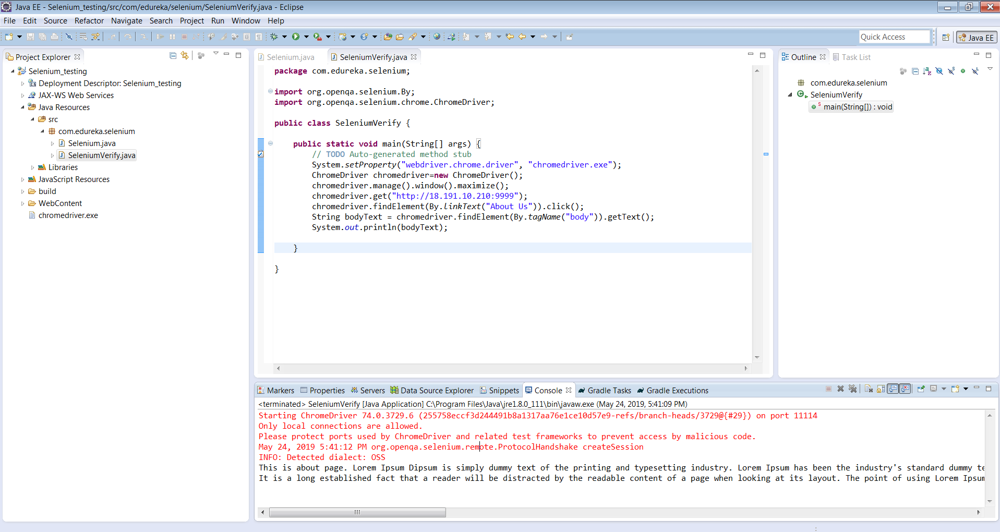 Java EE - Selenium_testing/src/com/edureka/selenium/SeleniumVerify.java - Eclipse
File Edit Source Refactor Navigate Search Project Run Window Help
Quick Access
Java EE
Project Explorer
Selenium_testing
Deployment Descriptor: Selenium_testing
JAX-WS Web Services
Java Resources
src
com.edureka.selenium
Selenium.java
SeleniumVerify.java
Libraries
JavaScript Resources
build
WebContent
chromedriver.exe
Selenium.java SeleniumVerify.java
package com.edureka.selenium;
import org.openqa.selenium.By;
import org.openqa.selenium.chrome.ChromeDriver;
public class SeleniumVerify {
public static void main(String[] args) {
// TODO Auto-generated method stub
System.setProperty("webdriver.chrome.driver", "chromedriver.exe");
ChromeDriver chromedriver=new ChromeDriver();
chromedriver.manage().window().maximize();
chromedriver.get("http://18.191.10.210:9999");
chromedriver.findElement(By.linkText("About Us")).click();
String bodyText = chromedriver.findElement(By.tagName("body")).getText();
System.out.println(bodyText);
}
}
Outline Task List
com.edureka.selenium
SeleniumVerify
main(String[]) : void
Markers Properties Servers Data Source Explorer Snippets Console Gradle Tasks Gradle Executions
<terminated> SeleniumVerify [Java Application] C:\Program Files\Java\jre1.8.0_111\bin\javaw.exe (May 24, 2019, 5:41:09 PM)
Starting ChromeDriver 74.0.3729.6 (255758eccf3d244491b8a1317aa76e1ce10d57e9-refs/branch-heads/3729@{#29}) on port 11114
Only local connections are allowed.
Please protect ports used by ChromeDriver and related test frameworks to prevent access by malicious code.
May 24, 2019 5:41:12 PM org.openqa.selenium.remote.ProtocolHandshake createSession
INFO: Detected dialect: OSS
This is about page. Lorem Ipsum Dipsum is simply dummy text of the printing and typesetting industry. Lorem Ipsum has been the industry's standard dummy te
It is a long established fact that a reader will be distracted by the readable content of a page when looking at its layout. The point of using Lorem Ipsum